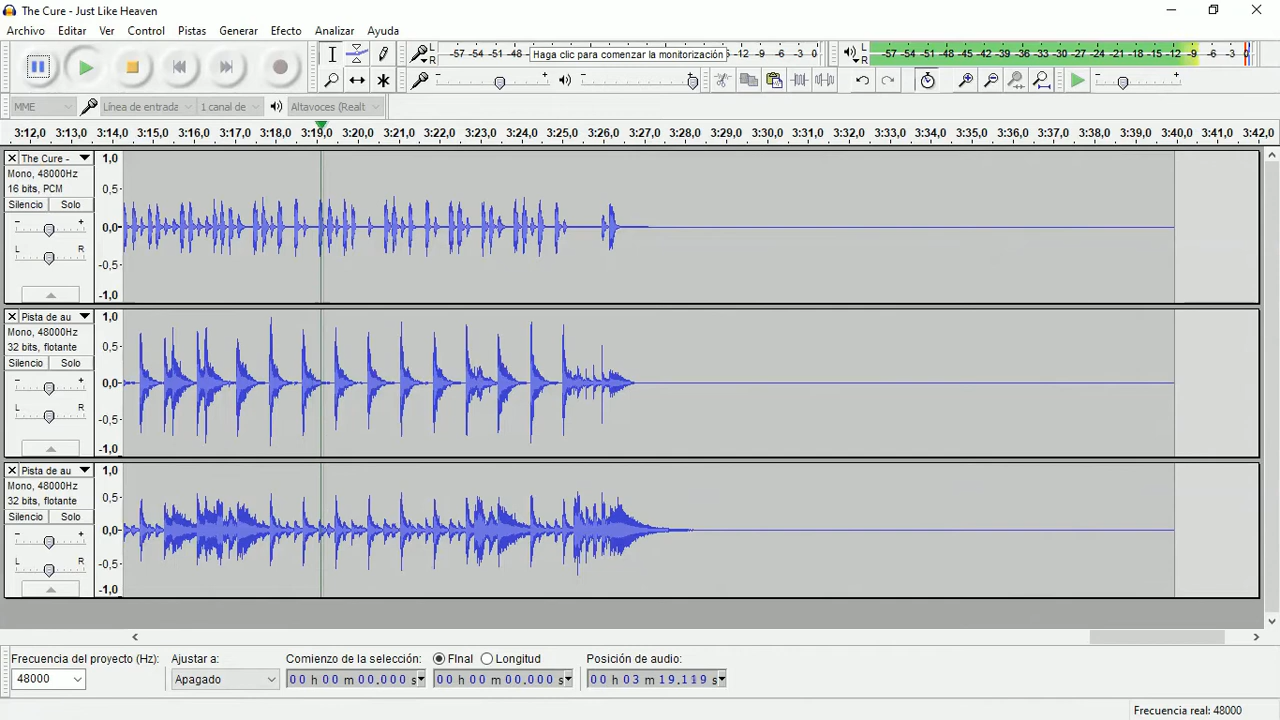 The Cure - Just Like Heaven
Archivo Editar Ver Control Pistas Generar Efecto Analizar Ayuda
L R -57 -54 -51 -48 Haga clic para comenzar la monitorización -12 -9 -6 -3 0 L R -57 -54 -51 -48 -45 -42 -39 -36 -33 -30 -27 -24 -21 -18 -15 -12 -9 -6 -3 0
- + - + - +
MME Línea de entrada 1 canal de Altavoces (Realt
3:12,0 3:13,0 3:14,0 3:15,0 3:16,0 3:17,0 3:18,0 3:19,0 3:20,0 3:21,0 3:22,0 3:23,0 3:24,0 3:25,0 3:26,0 3:27,0 3:28,0 3:29,0 3:30,0 3:31,0 3:32,0 3:33,0 3:34,0 3:35,0 3:36,0 3:37,0 3:38,0 3:39,0 3:40,0 3:41,0 3:42,0
The Cure - 1,0
Mono, 48000Hz
16 bits, PCM 0,5
Silencio Solo
- + 0,0
L R
-0,5
-1,0
Pista de au 1,0
Mono, 48000Hz
32 bits, flotante 0,5
Silencio Solo
- + 0,0
L R
-0,5
-1,0
Pista de au 1,0
Mono, 48000Hz
32 bits, flotante 0,5
Silencio Solo
- + 0,0
L R
-0,5
-1,0
Frecuencia del proyecto (Hz): Ajustar a: Comienzo de la selección: FInal Longitud Posición de audio:
48000 Apagado 00 h 00 m 00.000 s 00 h 00 m 00.000 s 00 h 03 m 19.119 s
Frecuencia real: 48000